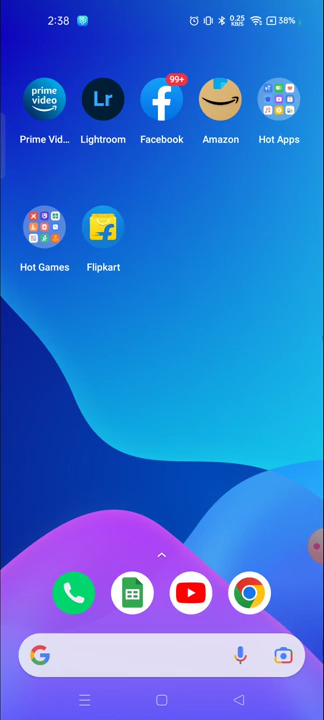 2:38 0.25 KB/S 38%
prime video Lr 99+
Prime Vid... Lightroom Facebook Amazon Hot Apps
Hot Games Flipkart